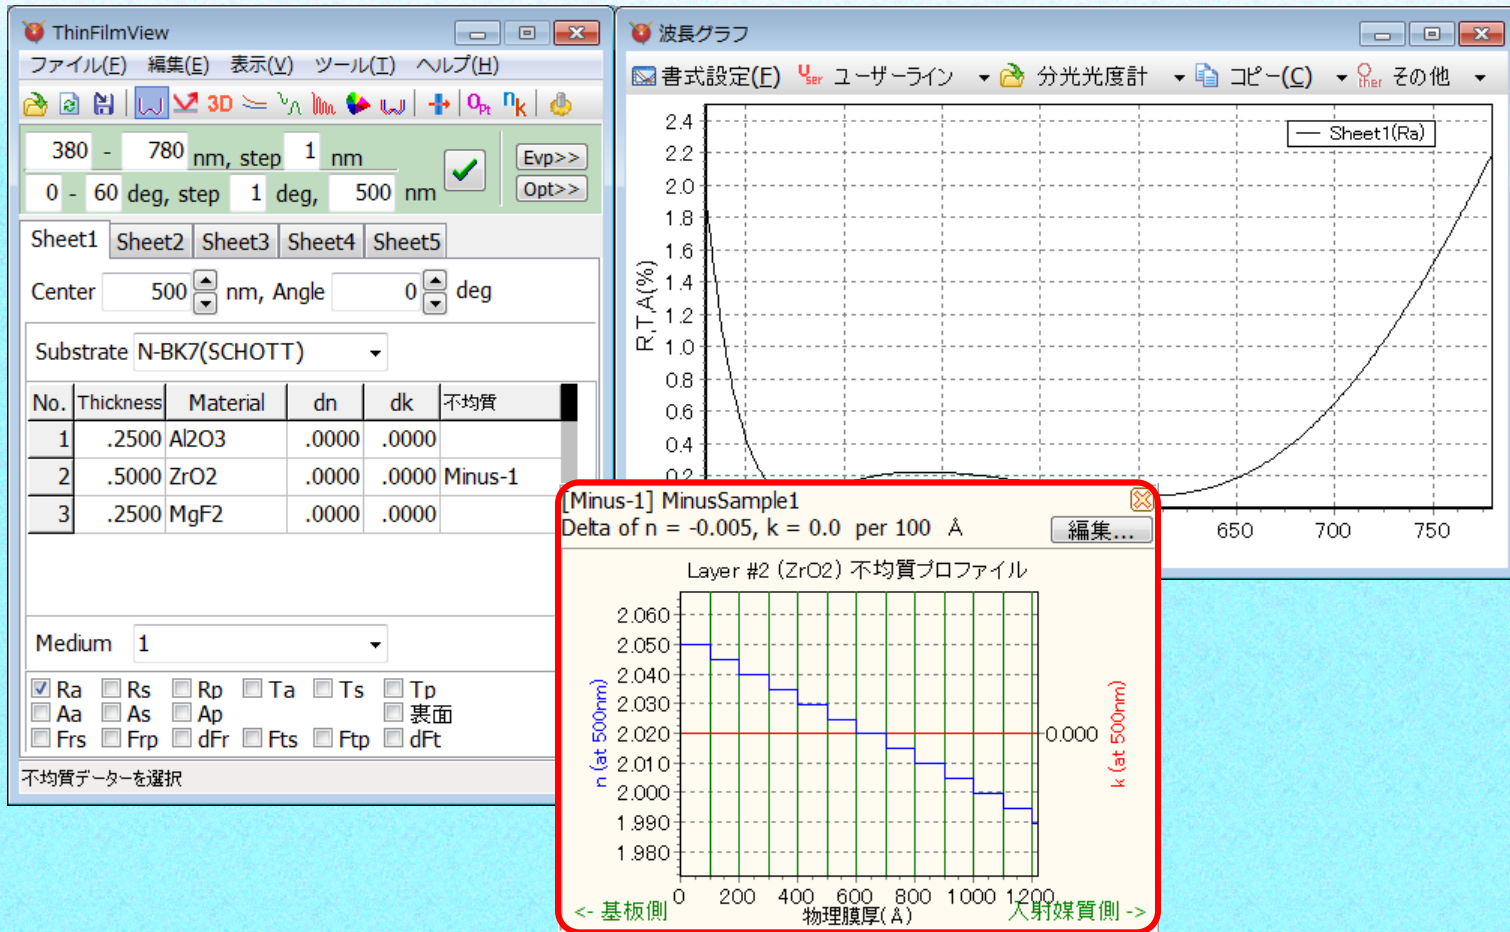 ThinFilmView
ファイル(F) 編集(E) 表示(V) ツール(T) ヘルプ(H)
3D OPt nk
380 - 780 nm, step 1 nm
0 - 60 deg, step 1 deg, 500 nm
Evp>>
Opt>>
Sheet1 Sheet2 Sheet3 Sheet4 Sheet5
Center 500 nm, Angle 0 deg
Substrate N-BK7(SCHOTT)
No. Thickness Material dn dk 不均質
1 .2500 Al2O3 .0000 .0000
2 .5000 ZrO2 .0000 .0000 Minus-1
3 .2500 MgF2 .0000 .0000
Medium 1
Ra Rs Rp Ta Ts Tp
Aa As Ap 裏面
Frs Frp dFr Fts Ftp dFt
不均質データーを選択
波長グラフ
書式設定(F) User ユーザーライン 分光光度計 コピー(C) Other その他
Sheet1(Ra)
R,T,A(%)
2.4
2.2
2.0
1.8
1.6
1.4
1.2
1.0
0.8
0.6
0.4
0.2
650 700 750
[Minus-1] MinusSample1
Delta of n = -0.005, k = 0.0 per 100 Å
編集...
Layer #2 (ZrO2) 不均質プロファイル
n (at 500nm)
2.060
2.050
2.040
2.030
2.020
2.010
2.000
1.990
1.980
0.000
k (at 500nm)
0 200 400 600 800 1000 1200
<- 基板側 物理膜厚(Å) 入射媒質側 ->